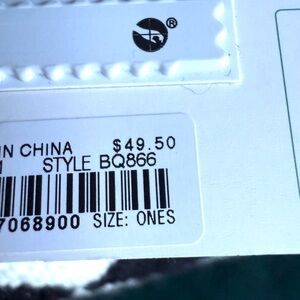 ®
IN CHINA $49.50
STYLE BQ866
7068900 SIZE: ONES